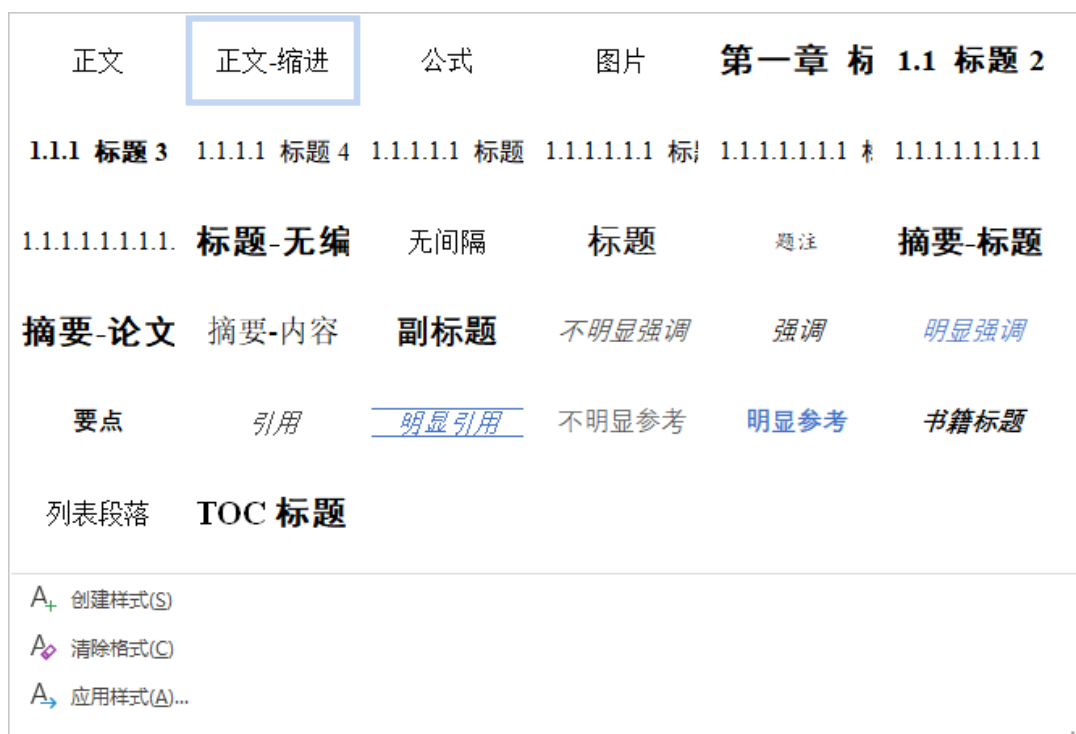 正文 正文-缩进 公式 图片 第一章 标 1.1 标题 2
1.1.1 标题 3 1.1.1.1 标题 4 1.1.1.1.1 标题 1.1.1.1.1.1 标 1.1.1.1.1.1.1 1.1.1.1.1.1.1.1
1.1.1.1.1.1.1.1. 标题-无编 无间隔 标题 题注 摘要-标题
摘要-论文 摘要-内容 副标题 不明显强调 强调 明显强调
要点 引用 明显引用 不明显参考 明显参考 书籍标题
列表段落 TOC 标题
创建样式(S)
清除格式(C)
应用样式(A)...